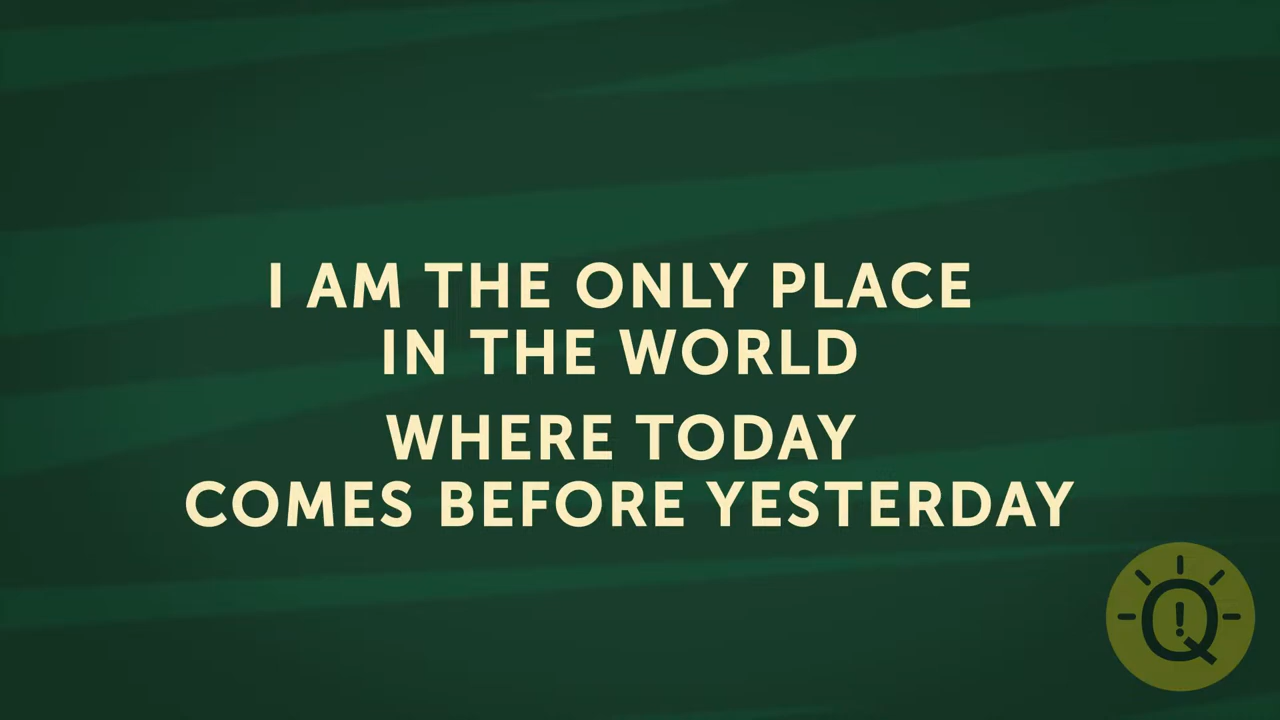 I AM THE ONLY PLACE
IN THE WORLD
WHERE TODAY
COMES BEFORE YESTERDAY
Q!